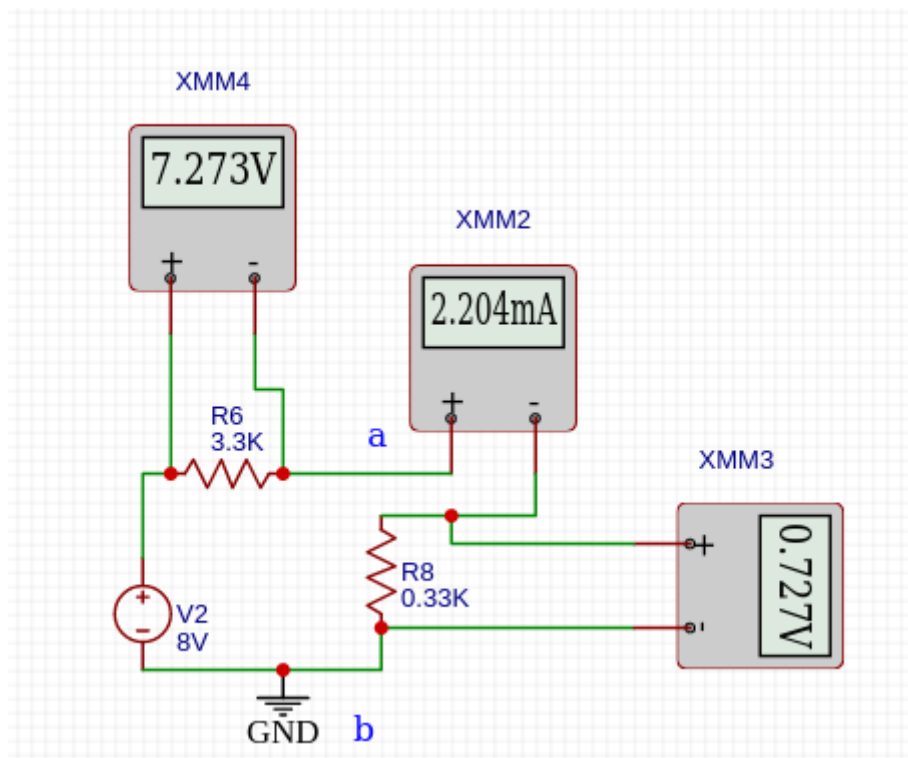 XMM4
7.273V
+ -
XMM2
2.204mA
+ -
R6
3.3K
a
XMM3
+
0.727V
-
R8
0.33K
+
V2
-
8V
GND
b